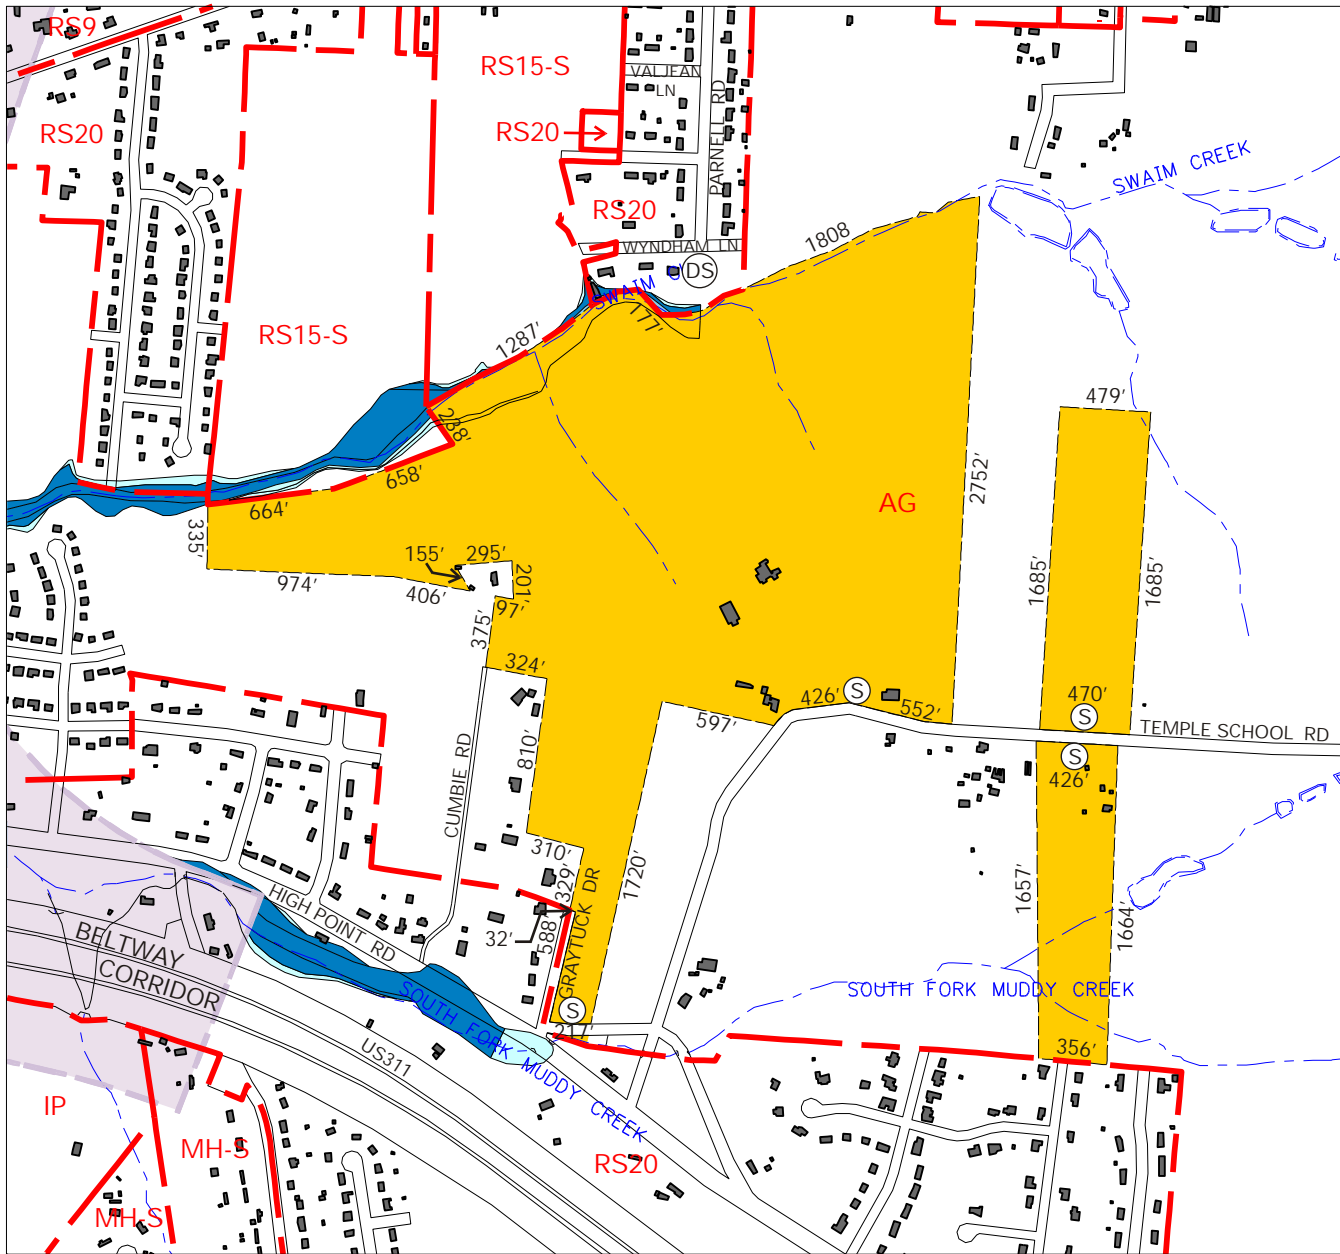 RS9
RS15-S
VALJEAN
LN
PARNELL RD
RS20
RS20
SWAIM CREEK
RS20
WYNDHAM LN
1808
DS
SWAIM C
177'
1287'
RS15-S
238'
479'
658'
2752'
AG
664'
335'
155'
295'
974'
406'
201'
97'
1685'
1685'
375'
324'
426'
S
552'
470'
S
597'
TEMPLE SCHOOL RD
S
426'
810'
CUMBIE RD
310'
329'
GRAYTUCK DR
1720'
1657'
1664'
HIGH POINT RD
32'
588'
BELTWAY
CORRIDOR
SOUTH FORK MUDDY CREEK
SOUTH FORK MUDDY CREEK
S
217'
US311
356'
IP
MH-S
RS20
MH-S